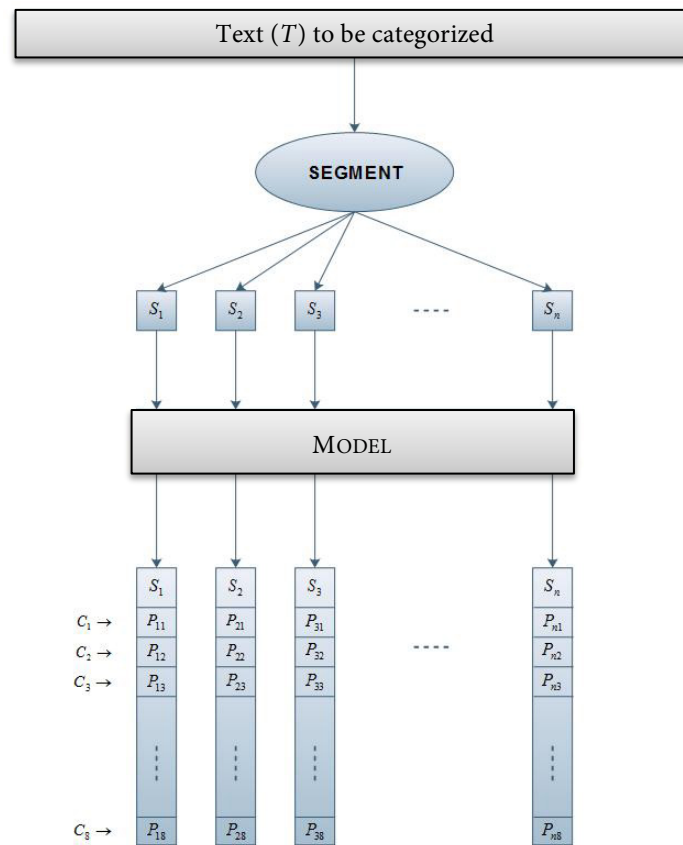 Text (T) to be categorized
SEGMENT
S₁ S₂ S₃ ---- Sₙ
MODEL
S₁ S₂ S₃ Sₙ
C₁ → P₁₁ P₂₁ P₃₁ Pₙ₁
C₂ → P₁₂ P₂₂ P₃₂ ---- Pₙ₂
C₃ → P₁₃ P₂₃ P₃₃ Pₙ₃
C₈ → P₁₈ P₂₈ P₃₈ Pₙ₈